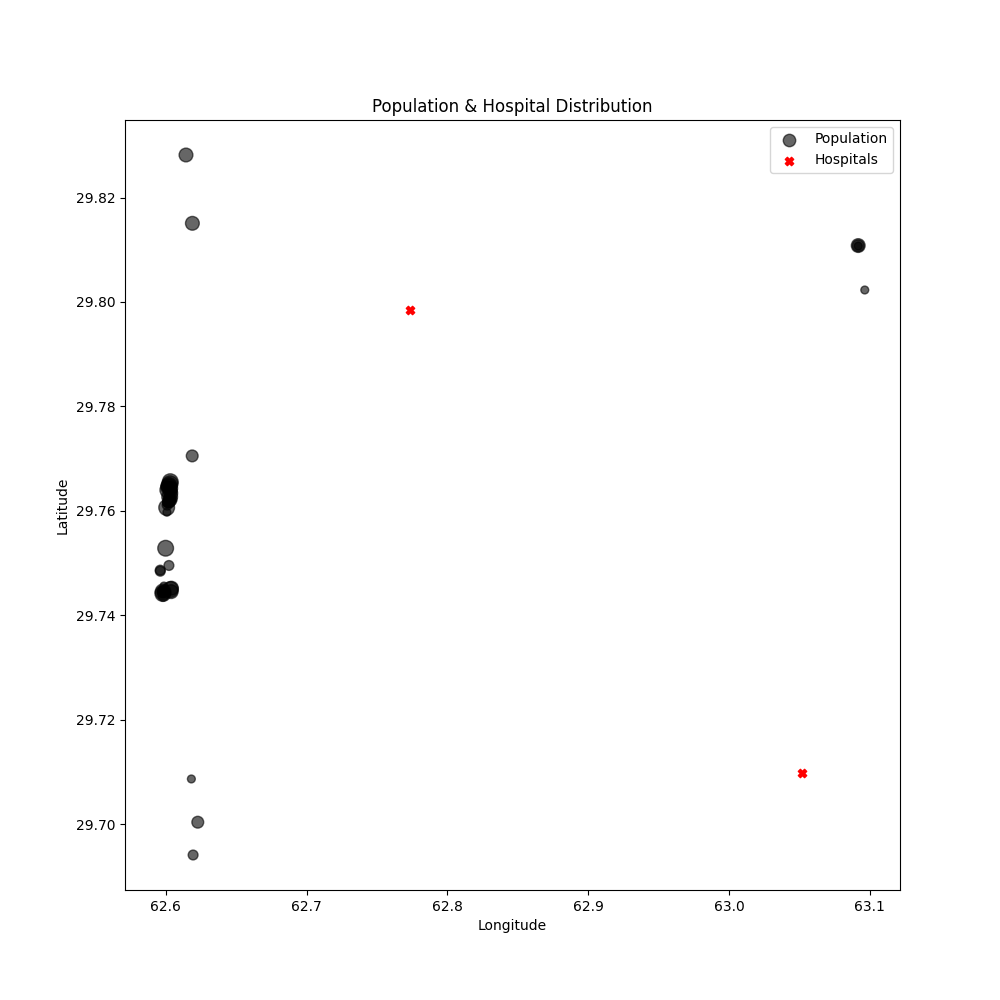 Population & Hospital Distribution
Population
Hospitals
29.82
29.80
29.78
29.76
29.74
29.72
29.70
Latitude
62.6
62.7
62.8
62.9
63.0
63.1
Longitude